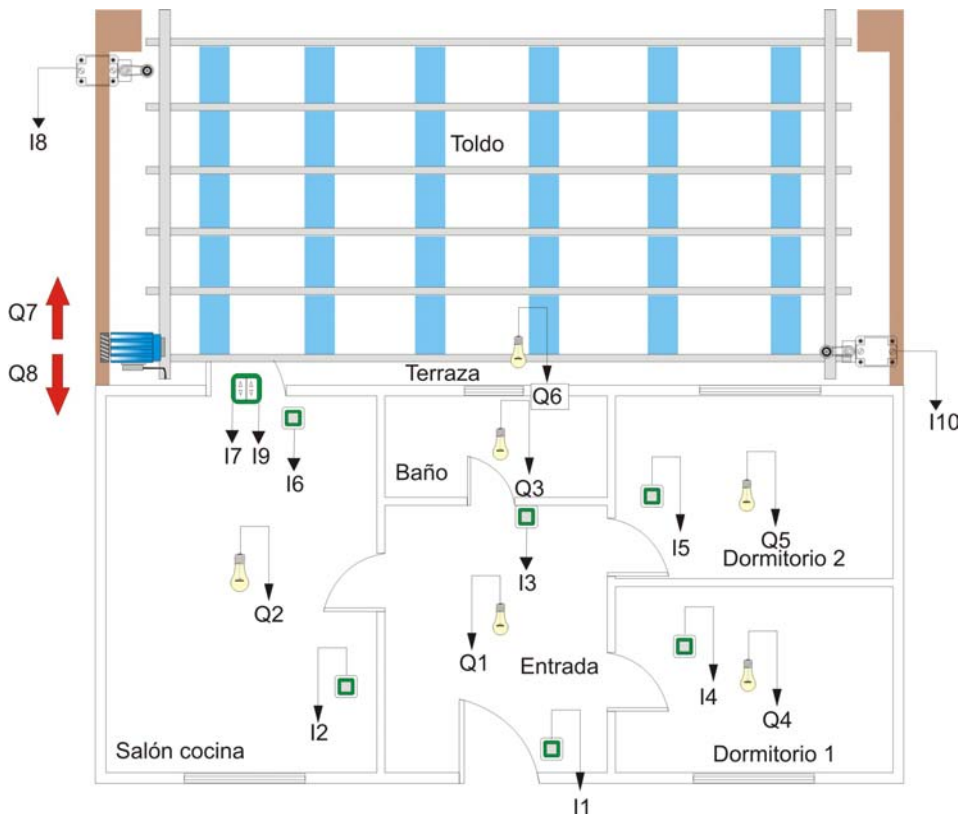 I8
Toldo
Q7
Q8
Terraza
Q6
I10
I7
I9
I6
Baño
Q3
I5
Q5
Dormitorio 2
I3
Q2
Q1
Entrada
I4
Q4
I2
Salón cocina
Dormitorio 1
I1